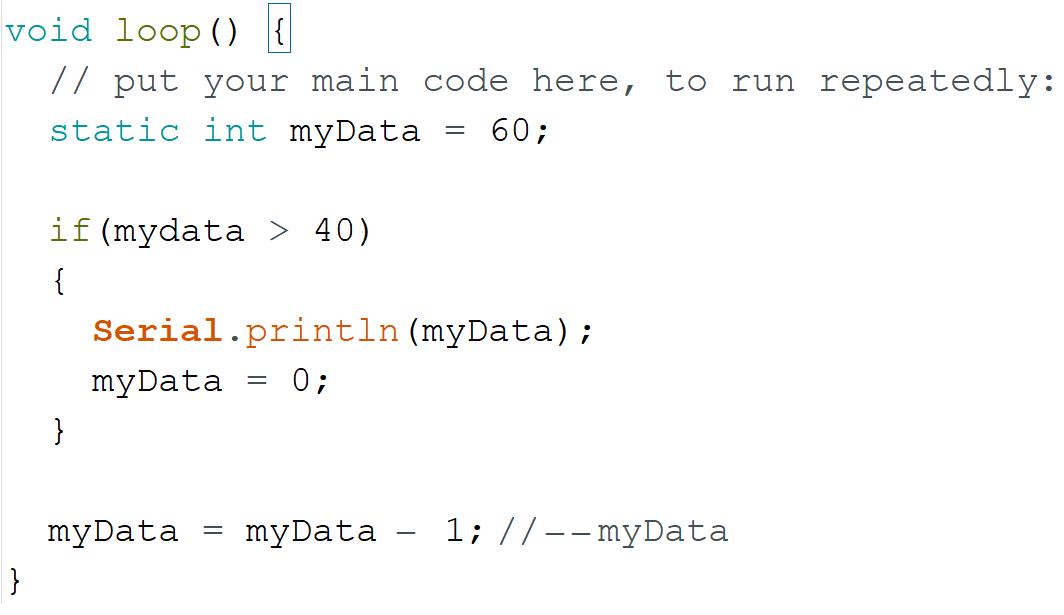 void loop() {
// put your main code here, to run repeatedly:
static int myData = 60;
if(mydata > 40)
{
Serial.println(myData);
myData = 0;
}
myData = myData - 1; //--myData
}